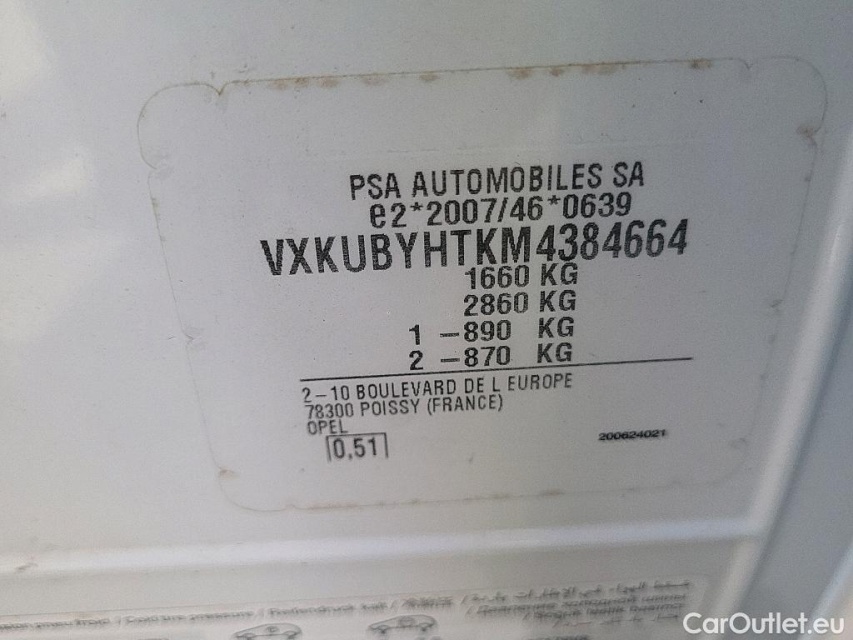 PSA AUTOMOBILES SA
e2*2007/46*0639
VXKUBYHTKM4384664
1660 KG
2860 KG
1 -890 KG
2 -870 KG
2-10 BOULEVARD DE L EUROPE
78300 POISSY (FRANCE)
OPEL
0,51
200624021
CarOutlet.eu